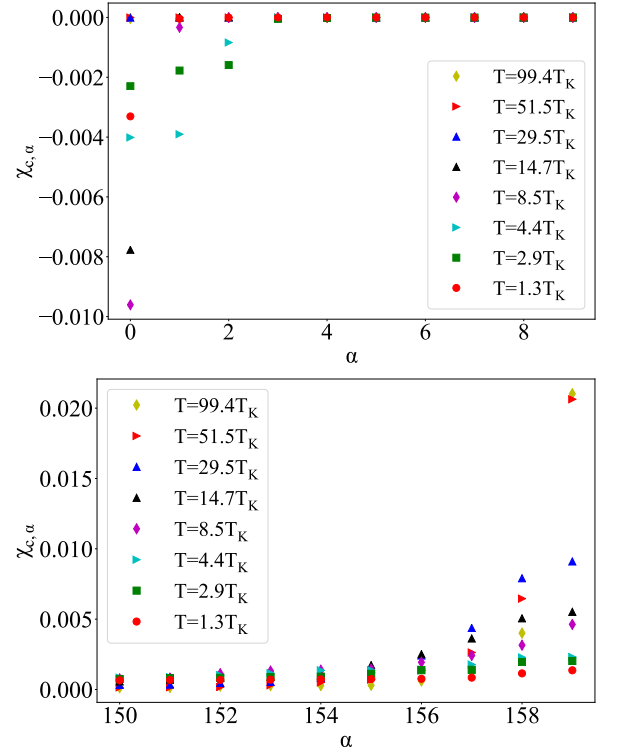 0.000
−0.002
−0.004
−0.006
−0.008
−0.010
χc,α
T=99.4TK
T=51.5TK
T=29.5TK
T=14.7TK
T=8.5TK
T=4.4TK
T=2.9TK
T=1.3TK
0 2 4 6 8
α
0.020
0.015
0.010
0.005
0.000
χc,α
T=99.4TK
T=51.5TK
T=29.5TK
T=14.7TK
T=8.5TK
T=4.4TK
T=2.9TK
T=1.3TK
150 152 154 156 158
α